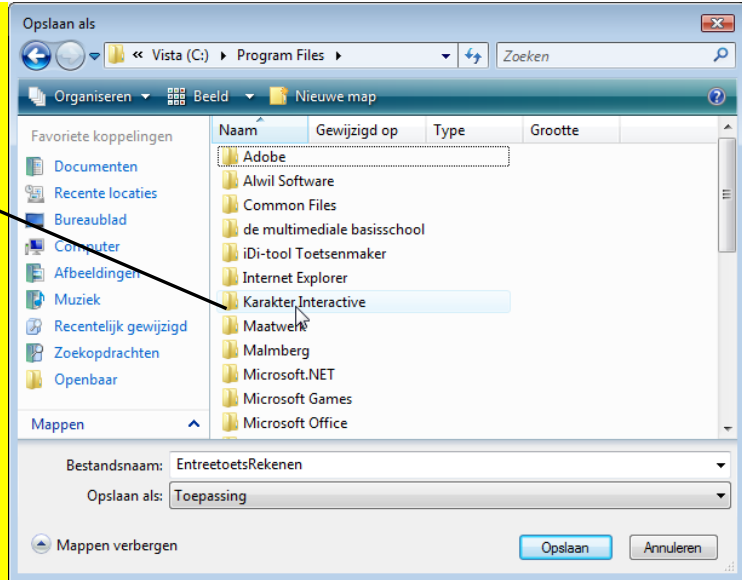 Opslaan als
« Vista (C:) Program Files
Zoeken
Organiseren Beeld Nieuwe map
Favoriete koppelingen
Documenten
Recente locaties
Bureaublad
Computer
Afbeeldingen
Muziek
Recentelijk gewijzigd
Zoekopdrachten
Openbaar
Mappen
Naam Gewijzigd op Type Grootte
Adobe
Alwil Software
Common Files
de multimediale basisschool
iDi-tool Toetsenmaker
Internet Explorer
Karakter Interactive
Maatwerk
Malmberg
Microsoft.NET
Microsoft Games
Microsoft Office
Bestandsnaam: EntreetoetsRekenen
Opslaan als: Toepassing
Mappen verbergen
Opslaan Annuleren